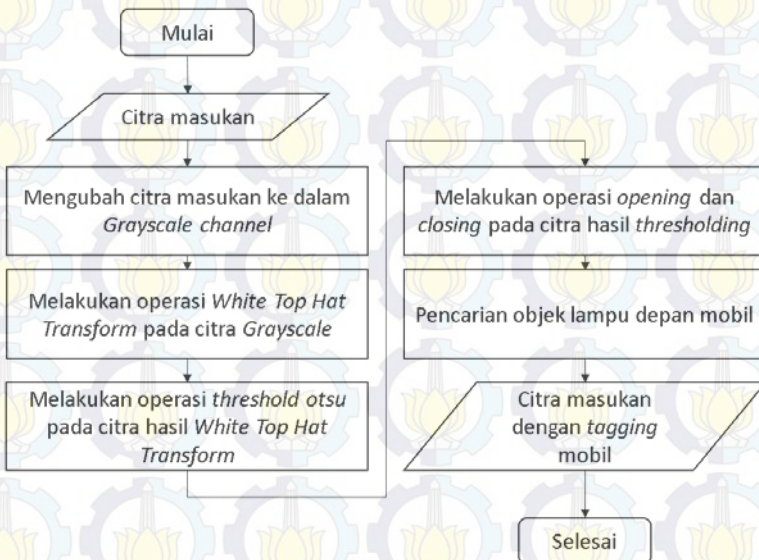 Mulai
Citra masukan
Mengubah citra masukan ke dalam
Grayscale channel
Melakukan operasi White Top Hat
Transform pada citra Grayscale
Melakukan operasi threshold otsu
pada citra hasil White Top Hat
Transform
Melakukan operasi opening dan
closing pada citra hasil thresholding
Pencarian objek lampu depan mobil
Citra masukan
dengan tagging
mobil
Selesai